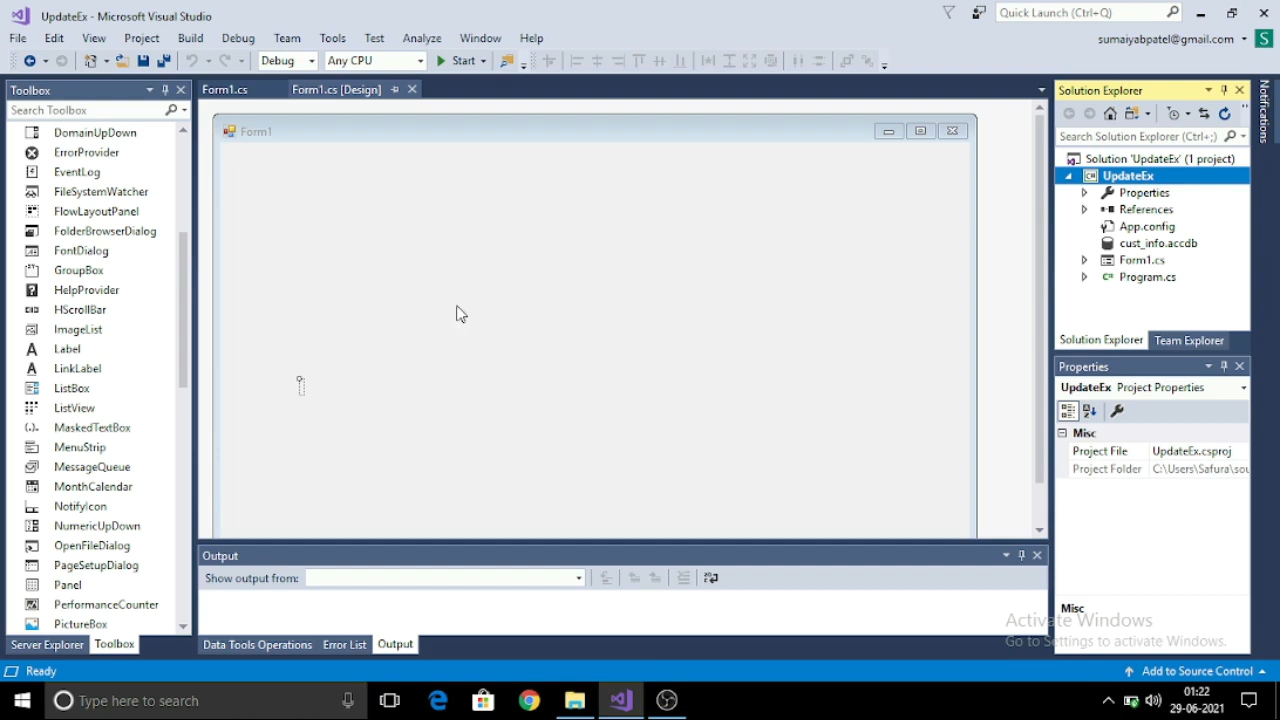 UpdateEx - Microsoft Visual Studio
Quick Launch (Ctrl+Q)
File Edit View Project Build Debug Team Tools Test Analyze Window Help
sumaiyabpatel@gmail.com S
Debug Any CPU Start
Toolbox
Search Toolbox
DomainUpDown
ErrorProvider
EventLog
FileSystemWatcher
FlowLayoutPanel
FolderBrowserDialog
FontDialog
GroupBox
HelpProvider
HScrollBar
ImageList
Label
LinkLabel
ListBox
ListView
MaskedTextBox
MenuStrip
MessageQueue
MonthCalendar
NotifyIcon
NumericUpDown
OpenFileDialog
PageSetupDialog
Panel
PerformanceCounter
PictureBox
Server Explorer Toolbox
Form1.cs Form1.cs [Design]
Form1
Output
Show output from:
Data Tools Operations Error List Output
Solution Explorer
Search Solution Explorer (Ctrl+;)
Solution 'UpdateEx' (1 project)
UpdateEx
Properties
References
App.config
cust_info.accdb
Form1.cs
Program.cs
Solution Explorer Team Explorer
Properties
UpdateEx Project Properties
Misc
Project File UpdateEx.csproj
Project Folder C:\Users\Safura\sou
Misc
Activate Windows
Go to Settings to activate Windows.
Notifications
Ready
Add to Source Control
Type here to search
01:22
29-06-2021